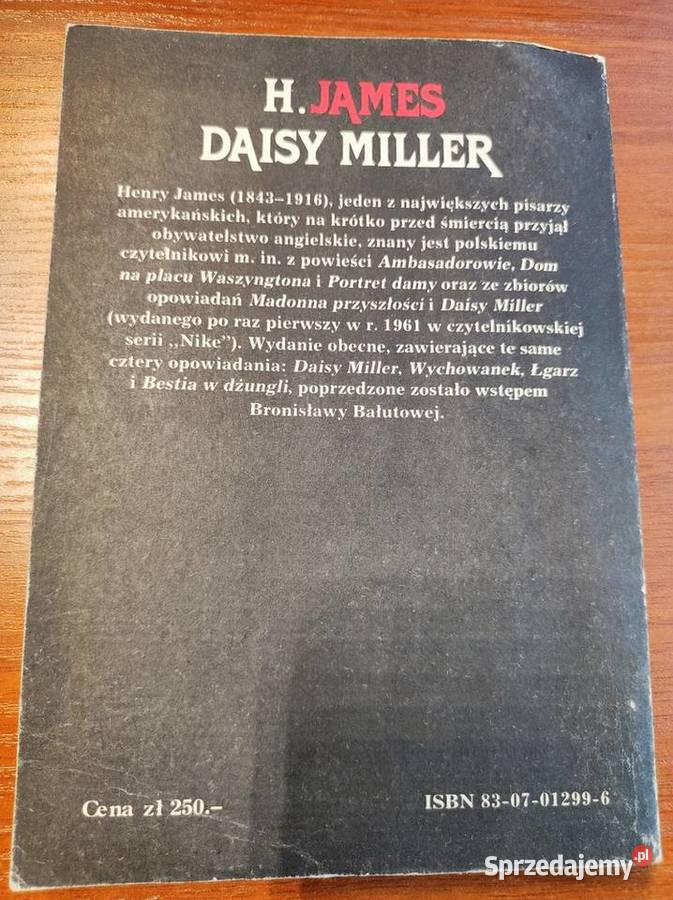 H. JAMES
DAISY MILLER
Henry James (1843–1916), jeden z największych pisarzy
amerykańskich, który na krótko przed śmiercią przyjął
obywatelstwo angielskie, znany jest polskiemu
czytelnikowi m. in. z powieści Ambasadorowie, Dom
na placu Waszyngtona i Portret damy oraz ze zbiorów
opowiadań Madonna przyszłości i Daisy Miller
(wydanego po raz pierwszy w r. 1961 w czytelnikowskiej
serii „Nike”). Wydanie obecne, zawierające te same
cztery opowiadania: Daisy Miller, Wychowanek, Łgarz
i Bestia w dżungli, poprzedzone zostało wstępem
Bronisławy Bałutowej.
Cena zł 250.–
ISBN 83-07-01299-6
Sprzedajemy.pl